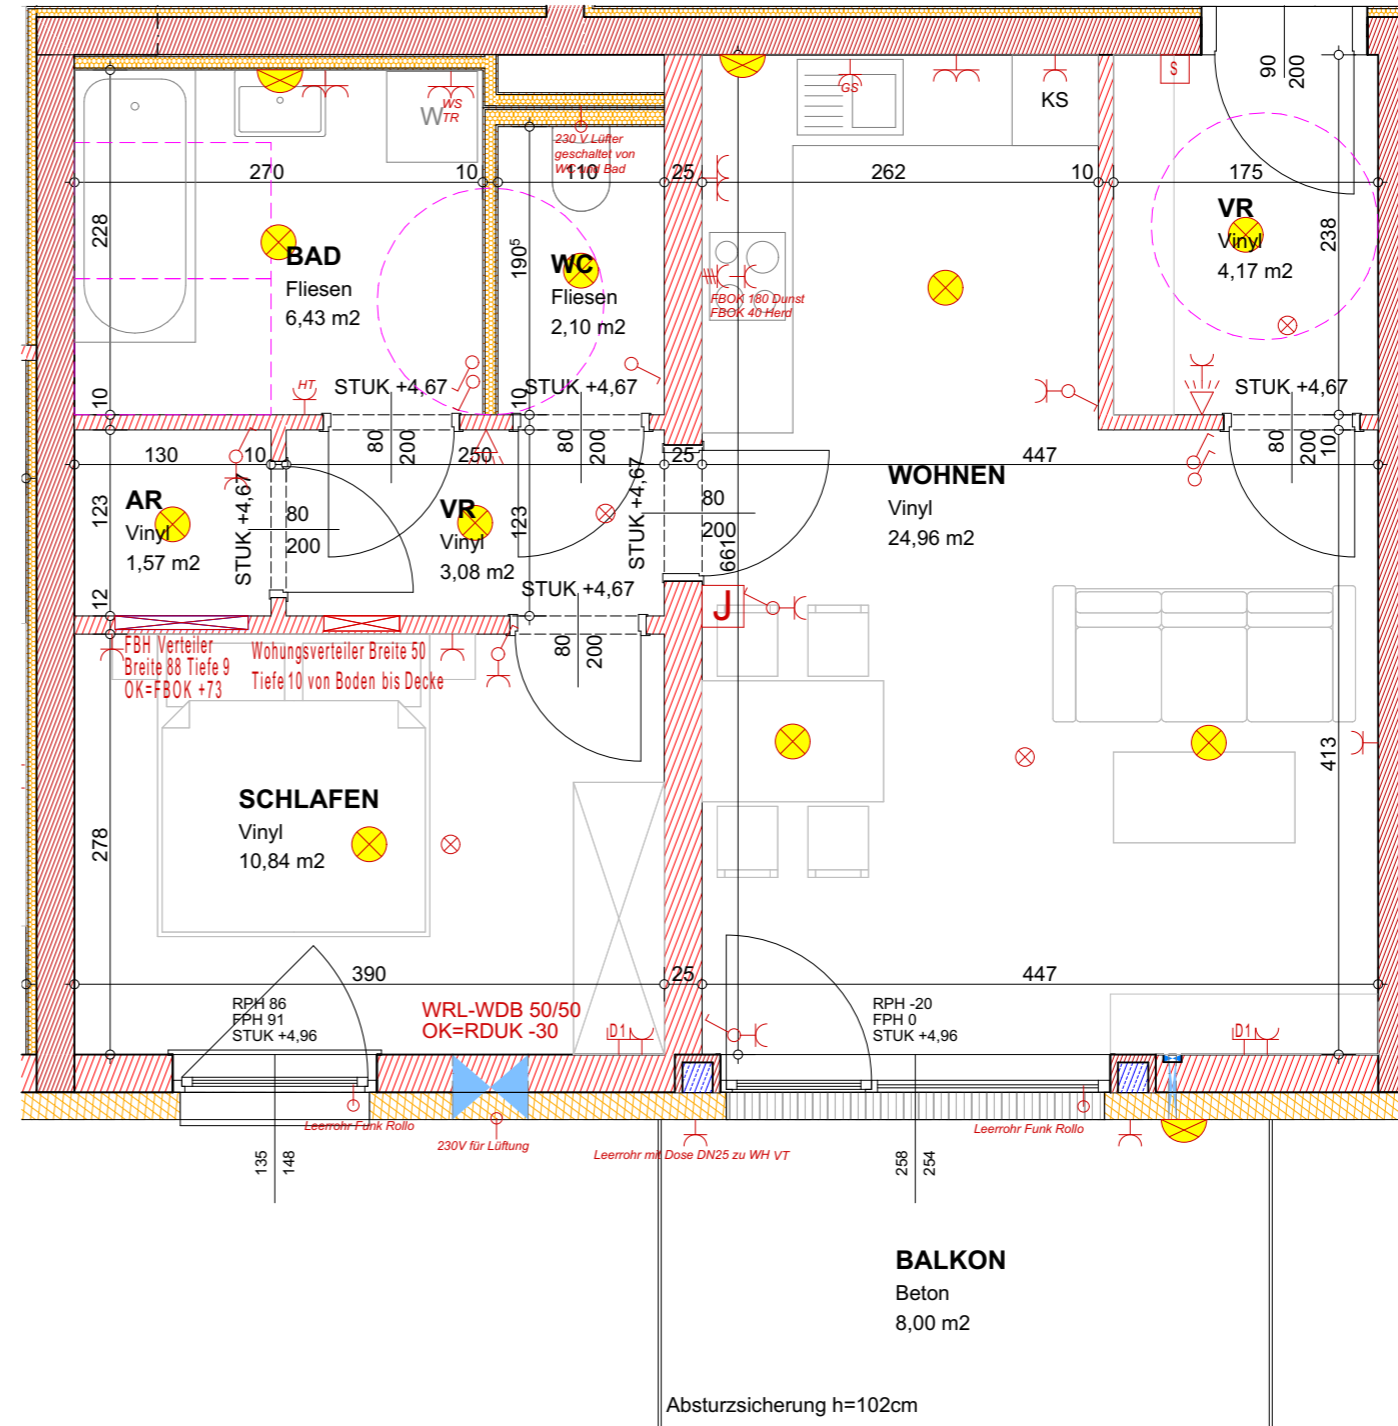 90
200
S
GS
KS
W
WS
TR
230 V Lüfter
geschaltet von
WC und Bad
270
10
110
25
262
10
175
228
190⁵
238
BAD
Fliesen
6,43 m2
WC
Fliesen
2,10 m2
VR
Vinyl
4,17 m2
FBOK 180 Dunst
FBOK 40 Herd
HT
10
STUK +4,67
10
STUK +4,67
STUK +4,67
80
200
80
200
80
200
10
130
10
250
25
447
AR
Vinyl
1,57 m2
123
STUK +4,67
80
200
VR
Vinyl
3,08 m2
123
STUK +4,67
80
200
661
WOHNEN
Vinyl
24,96 m2
12
STUK +4,67
80
200
J
FBH Verteiler
Breite 88 Tiefe 9
OK=FBOK +73
Wohungsverteiler Breite 50
Tiefe 10 von Boden bis Decke
413
SCHLAFEN
Vinyl
10,84 m2
278
390
25
447
RPH 86
FPH 91
STUK +4,96
WRL-WDB 50/50
OK=RDUK -30
D1
RPH -20
FPH 0
STUK +4,96
D1
Leerrohr Funk Rollo
230V für Lüftung
Leerrohr mit Dose DN25 zu WH VT
Leerrohr Funk Rollo
135
148
258
254
BALKON
Beton
8,00 m2
Absturzsicherung h=102cm